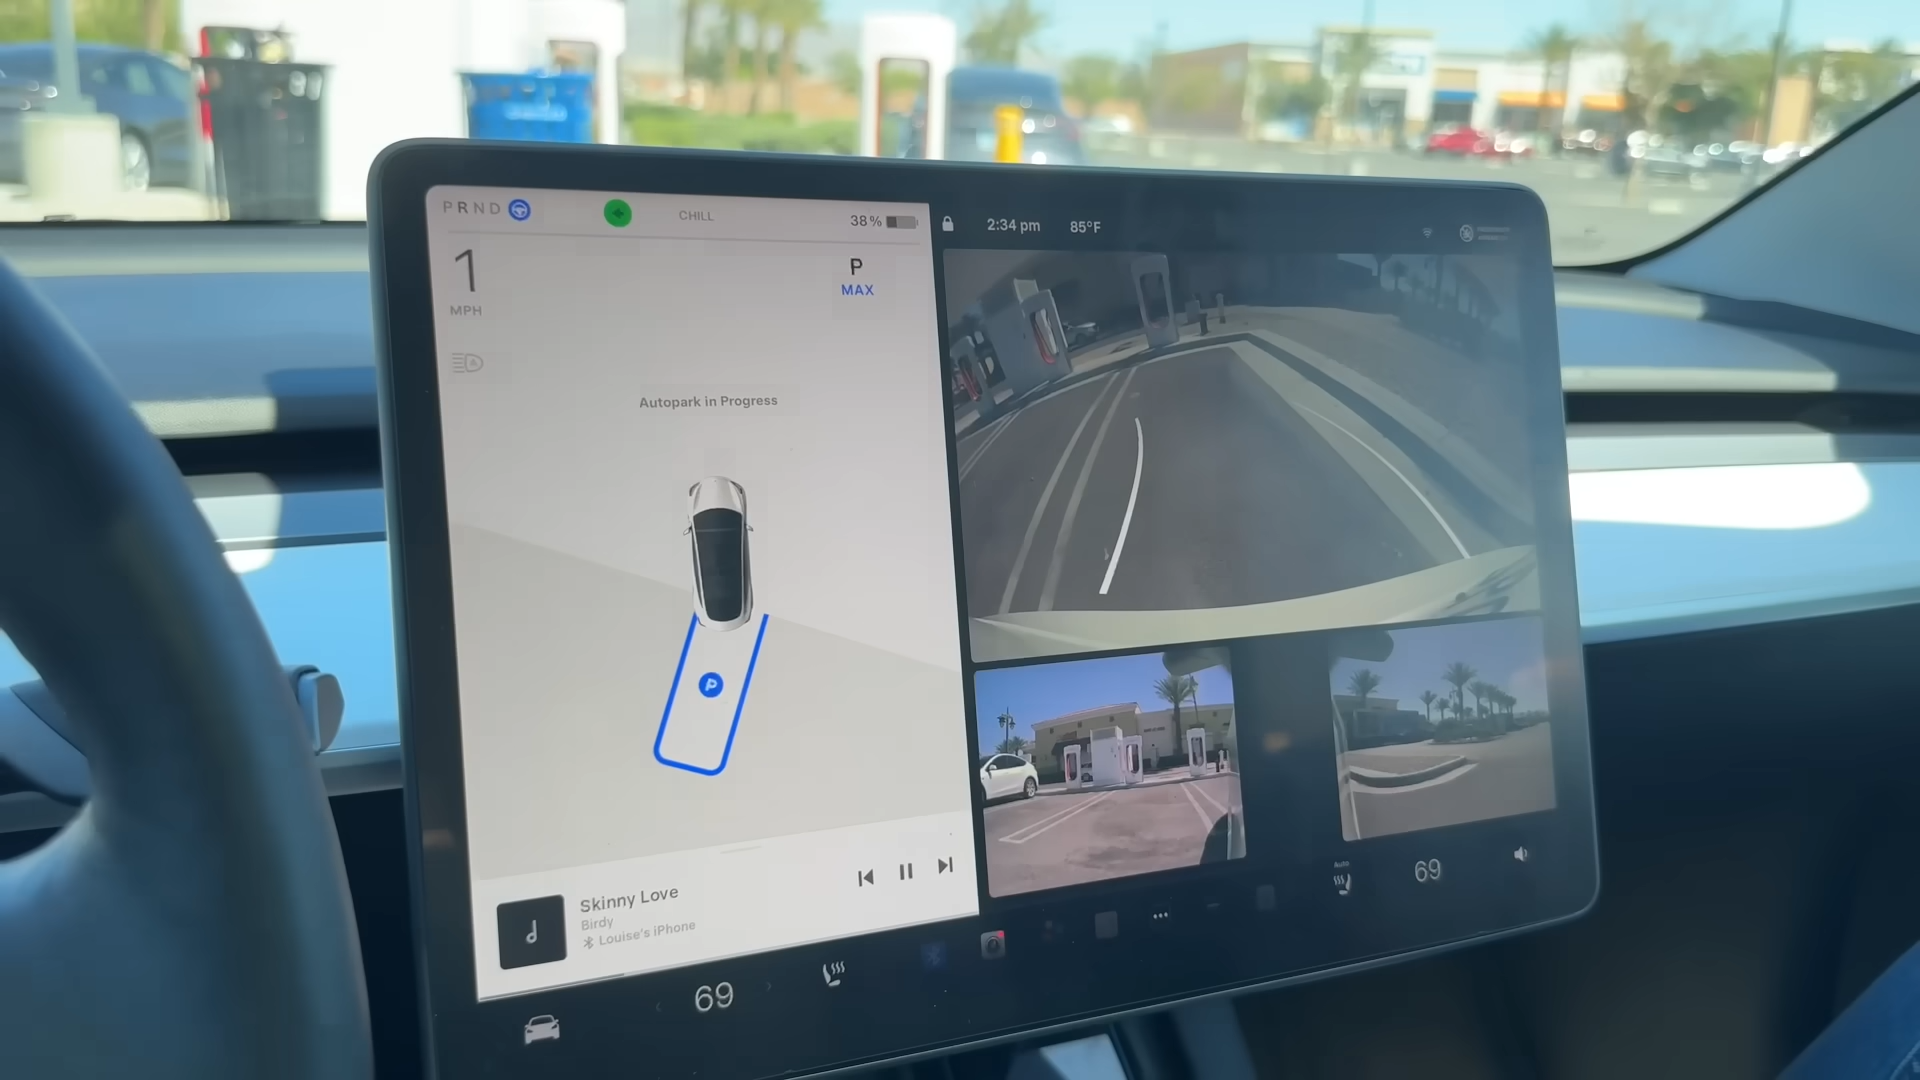 PRND
CHILL
38%
1
MPH
P
MAX
Autopark in Progress
P
Skinny Love
Birdy
Louise's iPhone
69
2:34 pm
85°F
Auto
69